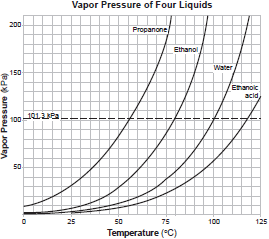 Vapor Pressure of Four Liquids
200
Propanone
Ethanol
Water
150
Ethanoic
acid
101.3 kPa
100
50
Vapor Pressure (kPa)
0
25
50
75
100
125
Temperature (°C)